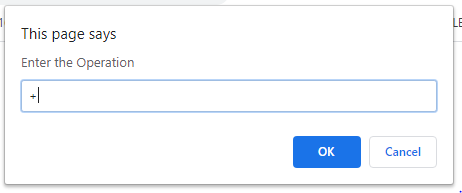 This page says
Enter the Operation
+
OK
Cancel